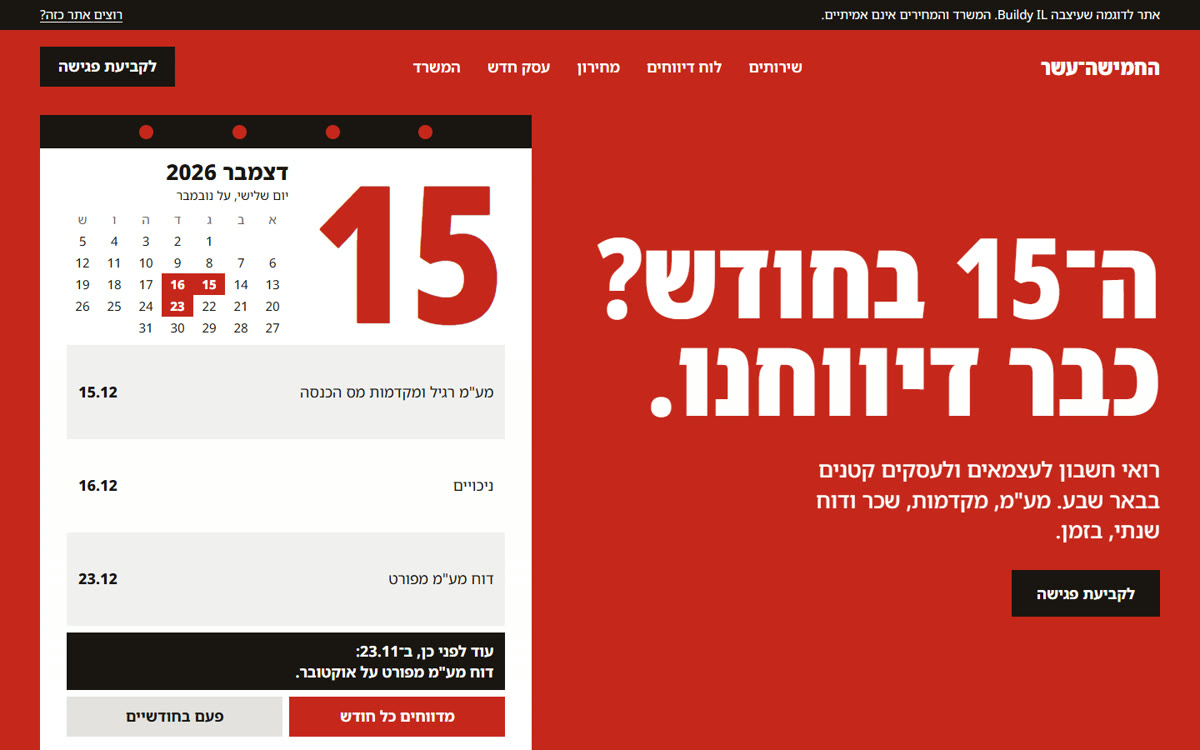 אתר לדוגמה שעיצבה Buildy IL. המשרד והמחירים אינם אמיתיים.
רוצים אתר כזה?
החמישה־עשר
שירותים
לוח דיווחים
מחירון
עסק חדש
המשרד
לקביעת פגישה
ה־15 בחודש?
כבר דיווחנו.
רואי חשבון לעצמאים ולעסקים קטנים
בבאר שבע. מע"מ, מקדמות, שכר ודוח
שנתי, בזמן.
לקביעת פגישה
15
דצמבר 2026
יום שלישי, על נובמבר
א ב ג ד ה ו ש
1 2 3 4 5
6 7 8 9 10 11 12
13 14 15 16 17 18 19
20 21 22 23 24 25 26
27 28 29 30 31
מע"מ רגיל ומקדמות מס הכנסה 15.12
ניכויים 16.12
דוח מע"מ מפורט 23.12
עוד לפני כן, ב־23.11:
דוח מע"מ מפורט על אוקטובר.
מדווחים כל חודש
פעם בחודשיים